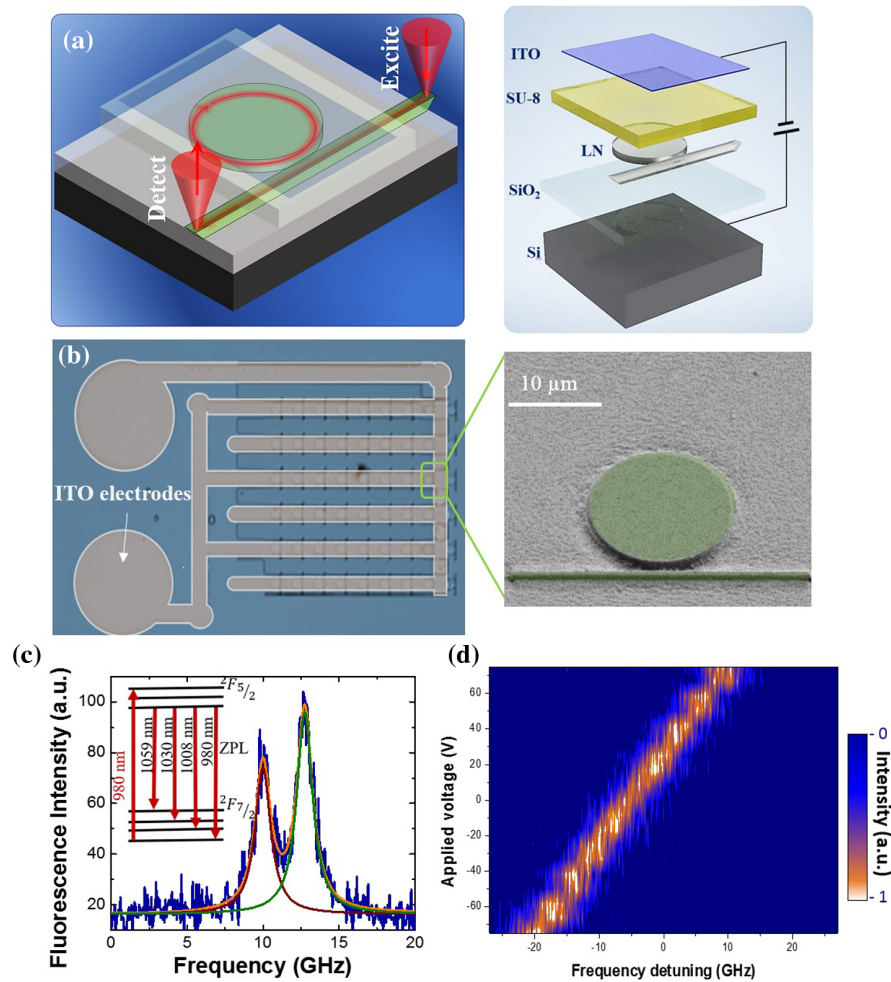 (a)
Excite
Detect
ITO
SU-8
LN
SiO₂
Si
(b)
ITO electrodes
10 μm
(c)
Fluorescence Intensity (a.u.)
100
80
60
40
20
0 5 10 15 20
Frequency (GHz)
²F₅/₂
980 nm
1059 nm
1030 nm
1008 nm
980 nm
ZPL
²F₇/₂
(d)
Applied voltage (V)
60
40
20
0
-20
-40
-60
-20 -10 0 10 20
Frequency detuning (GHz)
Intensity (a.u.)
0
1